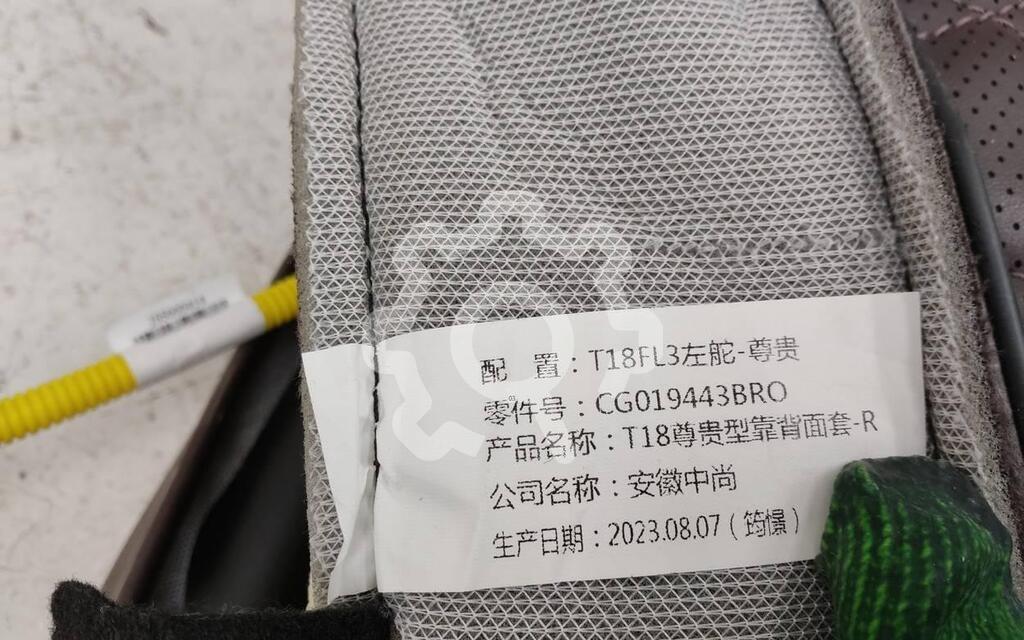 配 置：T18FL3左舵-尊贵
零件号：CG019443BRO
产品名称：T18尊贵型靠背面套-R
公司名称：安徽中尚
生产日期：2023.08.07（筠憬）